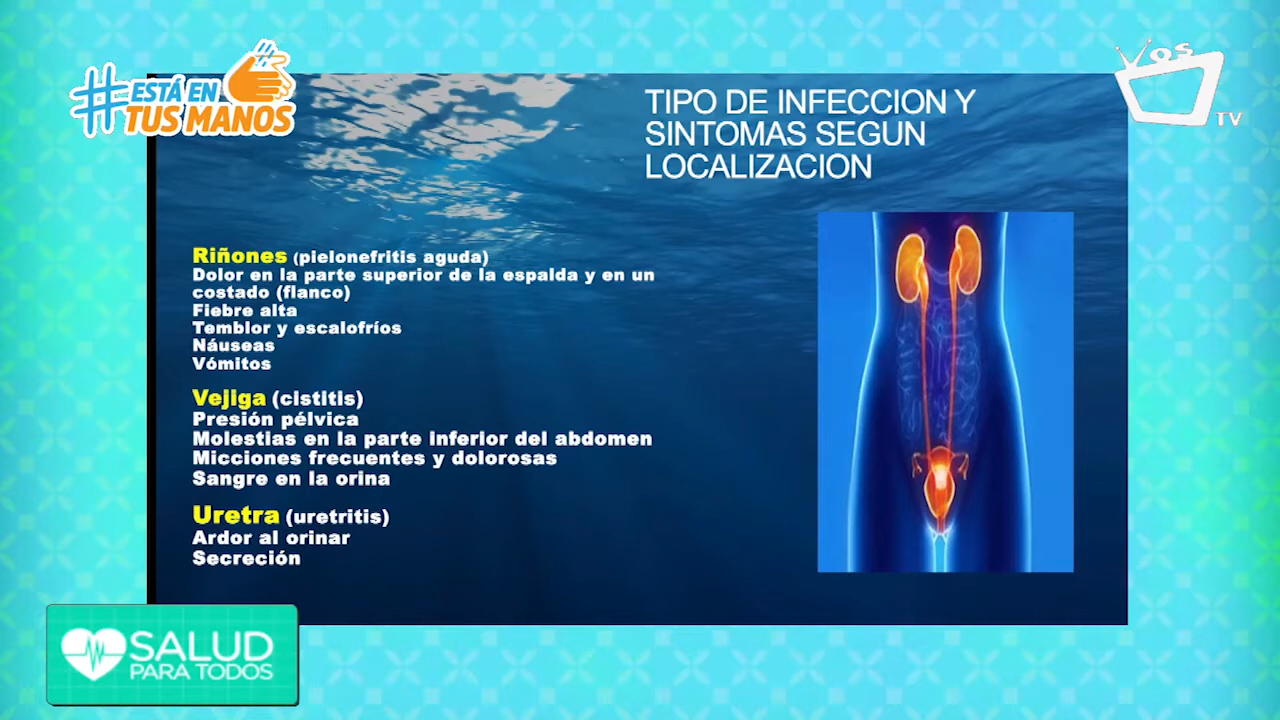 #ESTÁ EN
TUS MANOS
VOS
TV
TIPO DE INFECCION Y
SINTOMAS SEGUN
LOCALIZACION
Riñones (pielonefritis aguda)
Dolor en la parte superior de la espalda y en un
costado (flanco)
Fiebre alta
Temblor y escalofríos
Náuseas
Vómitos
Vejiga (cistitis)
Presión pélvica
Molestias en la parte inferior del abdomen
Micciones frecuentes y dolorosas
Sangre en la orina
Uretra (uretritis)
Ardor al orinar
Secreción
SALUD
PARA TODOS